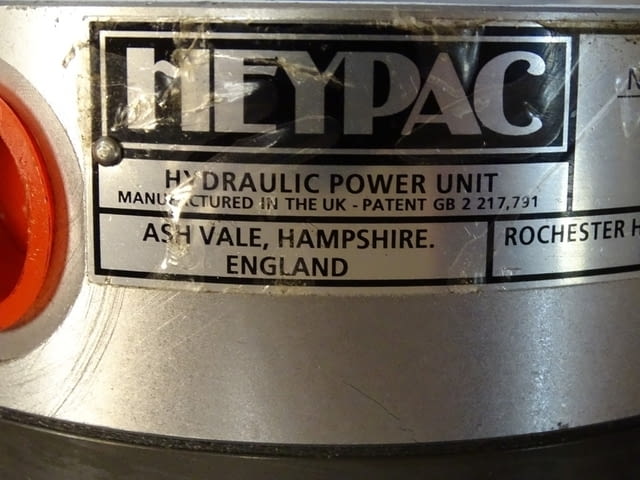 HEYPAC
HYDRAULIC POWER UNIT
MANUFACTURED IN THE UK - PATENT GB 2 217,791
ASH VALE, HAMPSHIRE.
ENGLAND
ROCHESTER